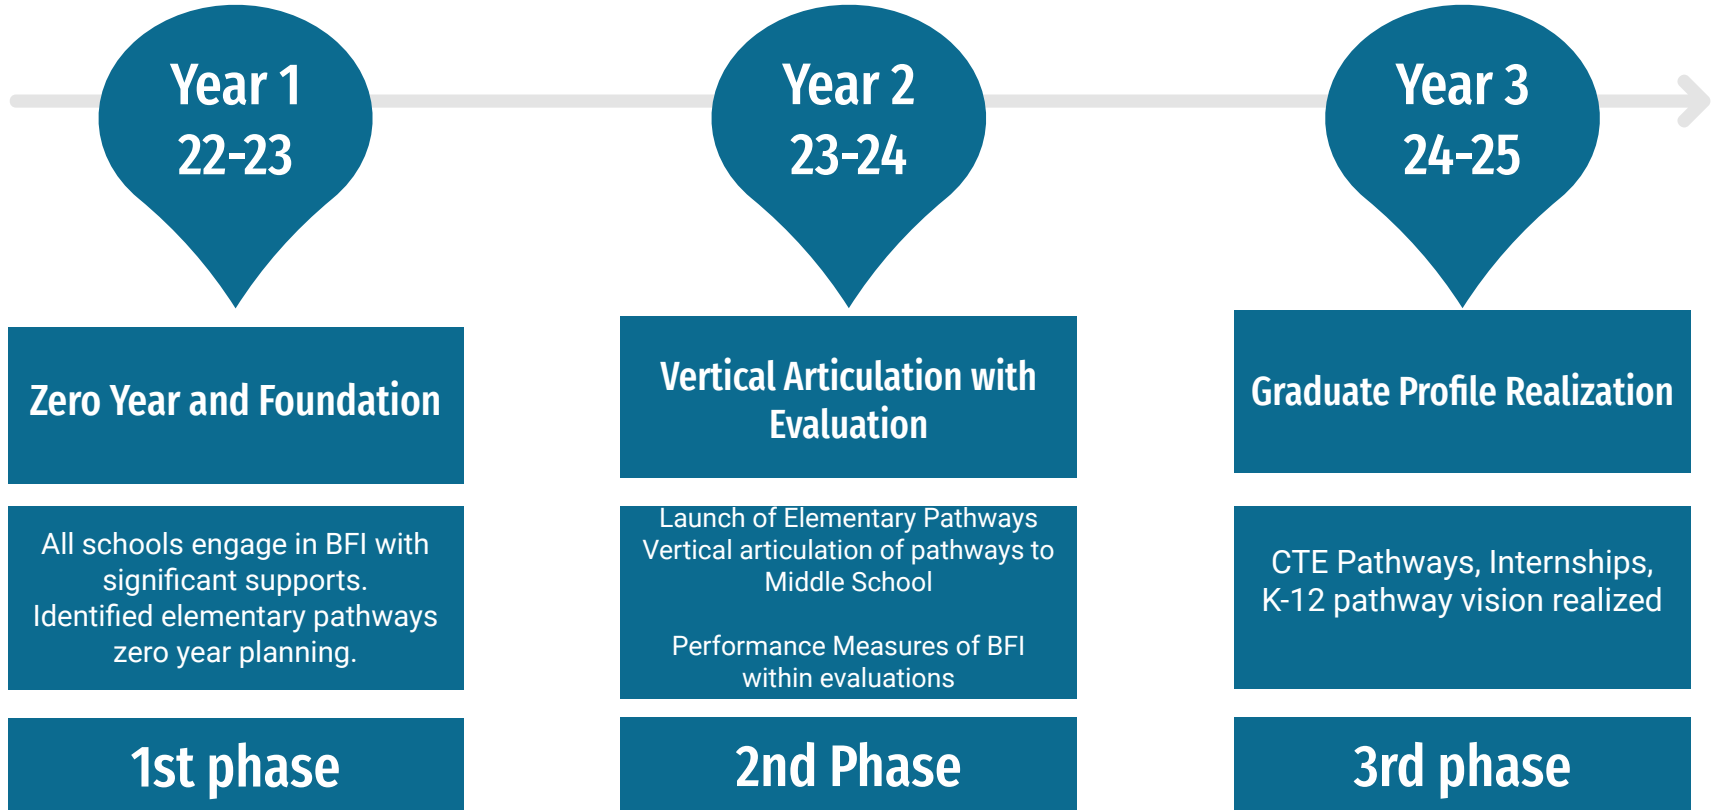 Year 1
22-23
Year 2
23-24
Year 3
24-25
Zero Year and Foundation
Vertical Articulation with
Evaluation
Graduate Profile Realization
All schools engage in BFI with
significant supports.
Identified elementary pathways
zero year planning.
Launch of Elementary Pathways
Vertical articulation of pathways to
Middle School
Performance Measures of BFI
within evaluations
CTE Pathways, Internships,
K-12 pathway vision realized
1st phase
2nd Phase
3rd phase